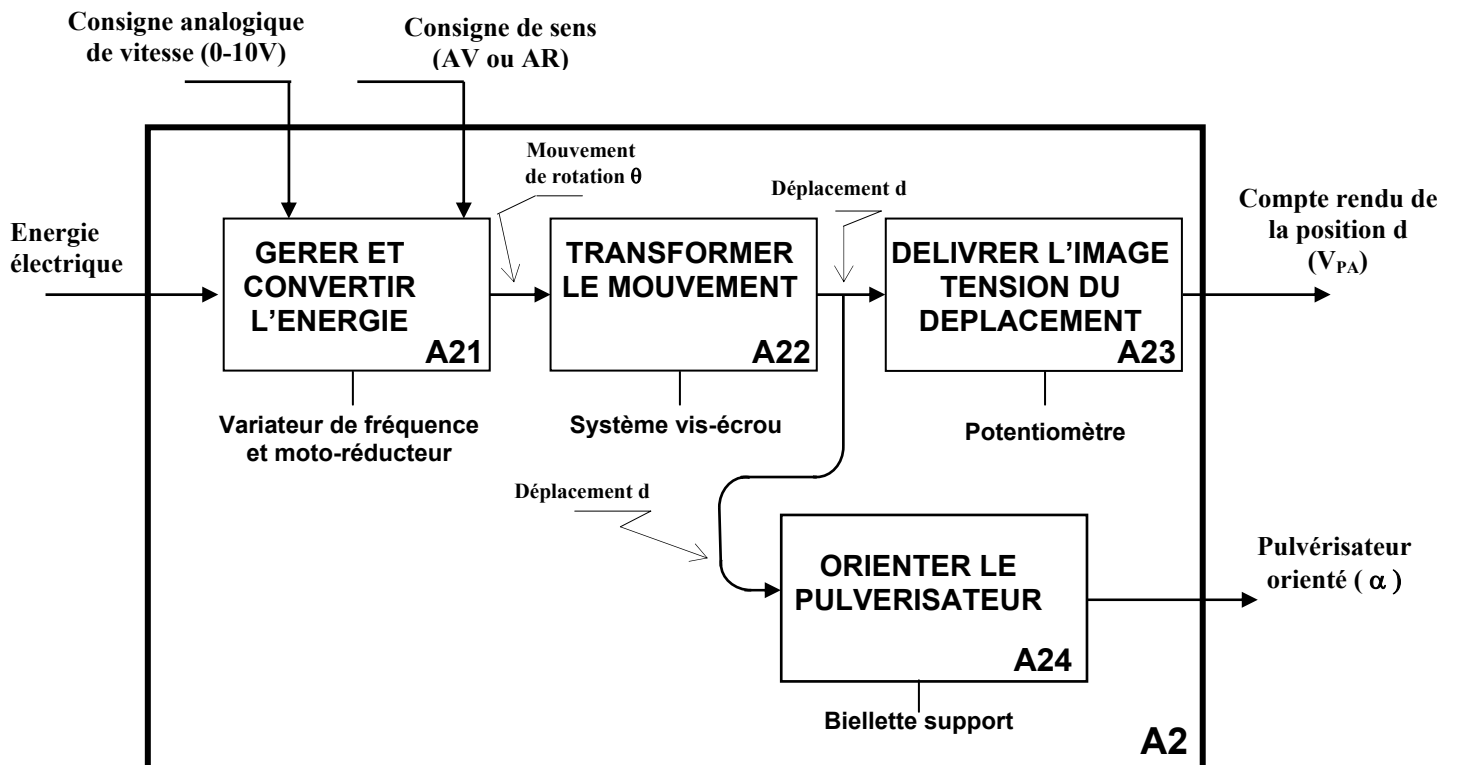 Consigne analogique
de vitesse (0-10V)
Consigne de sens
(AV ou AR)
Mouvement
de rotation θ
Déplacement d
Energie
électrique
GERER ET
CONVERTIR
L’ENERGIE
A21
TRANSFORMER
LE MOUVEMENT
A22
DELIVRER L’IMAGE
TENSION DU
DEPLACEMENT
A23
Compte rendu de
la position d
(VPA)
Variateur de fréquence
et moto-réducteur
Système vis-écrou
Potentiomètre
Déplacement d
ORIENTER LE
PULVERISATEUR
A24
Pulvérisateur
orienté ( α )
Biellette support
A2